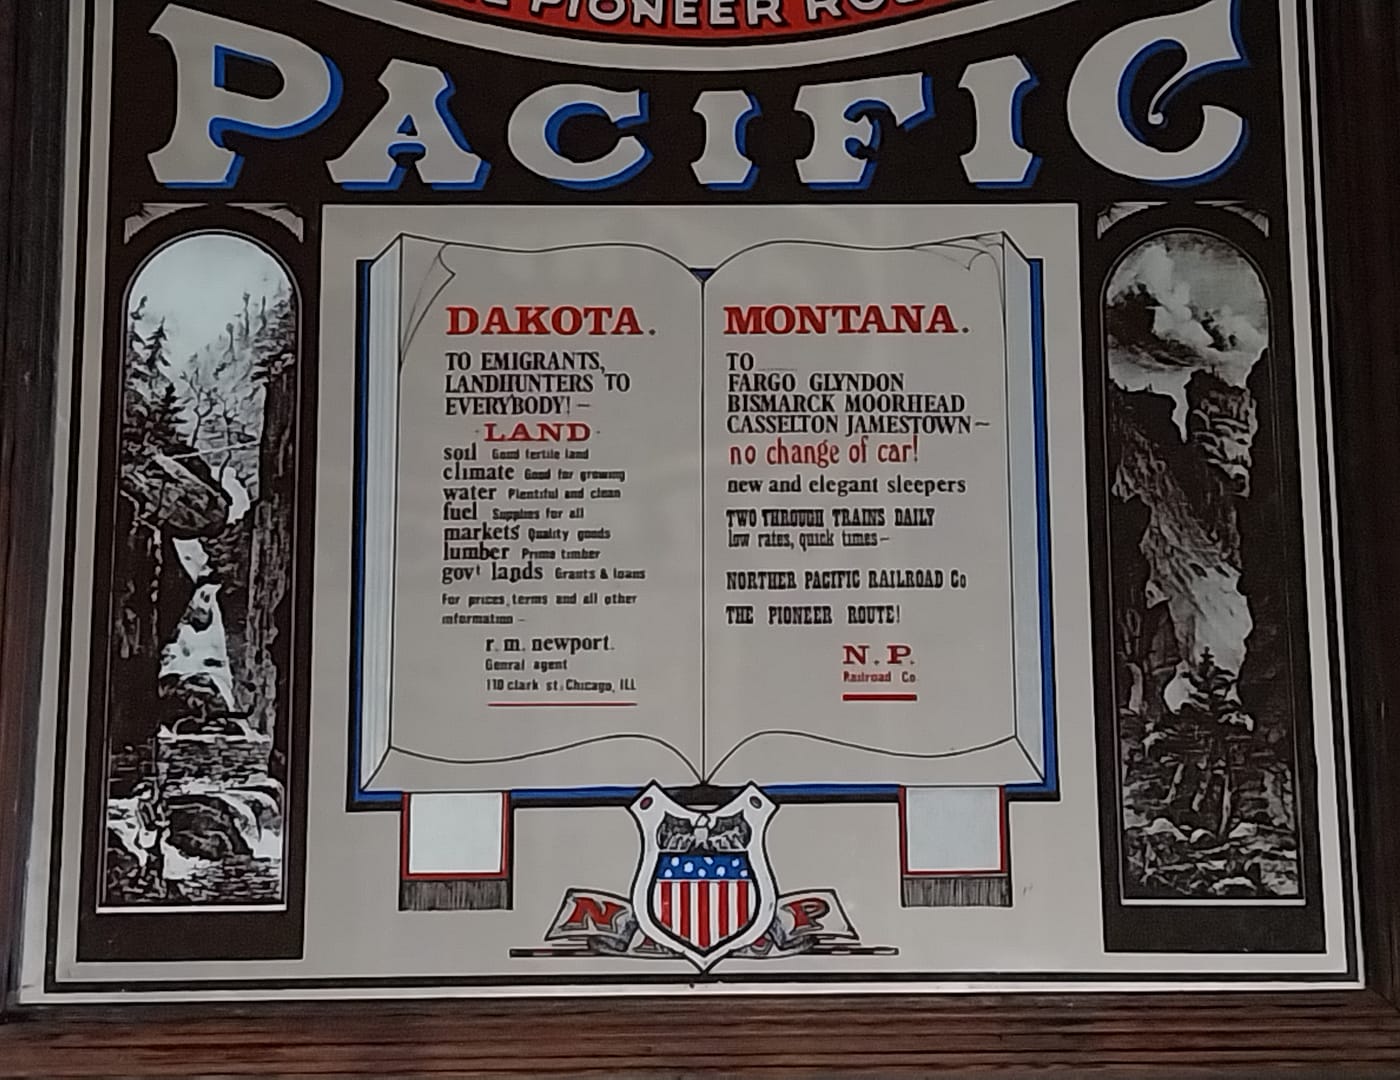 PIONEER
PACIFIC
DAKOTA.
TO EMIGRANTS,
LANDHUNTERS TO
EVERYBODY! –
LAND
soil Good fertile land
climate Good for growing
water Plentiful and clean
fuel Supplies for all
markets Quality goods
lumber Prime timber
govt lands Grants & loans
For prices, terms and all other
information –
r. m. newport.
Genral agent
110 clark st. Chicago, ILL
MONTANA.
TO
FARGO GLYNDON
BISMARCK MOORHEAD
CASSELTON JAMESTOWN –
no change of car!
new and elegant sleepers
TWO THROUGH TRAINS DAILY
low rates, quick times –
NORTHER PACIFIC RAILROAD Co
THE PIONEER ROUTE!
N. P.
Railroad Co
N P